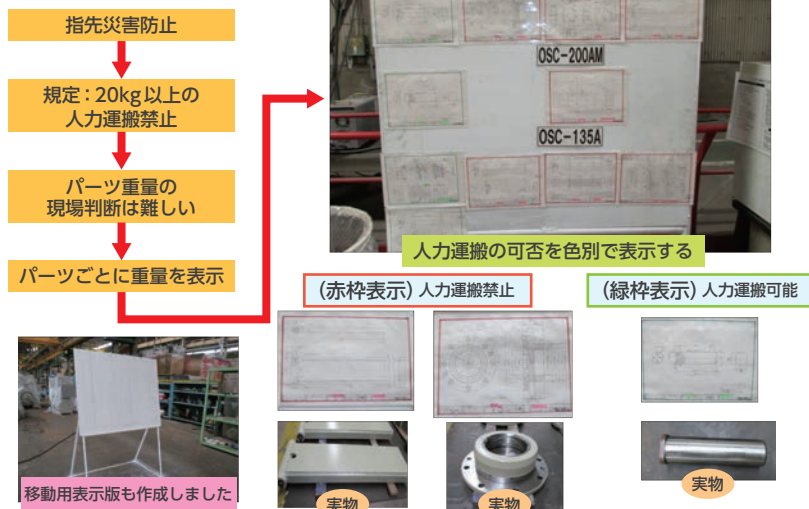 指先災害防止
規定：20kg以上の
人力運搬禁止
パーツ重量の
現場判断は難しい
パーツごとに重量を表示
OSC-200AM
OSC-135A
人力運搬の可否を色別で表示する
(赤枠表示) 人力運搬禁止
(緑枠表示) 人力運搬可能
移動用表示版も作成しました
実物
実物
実物